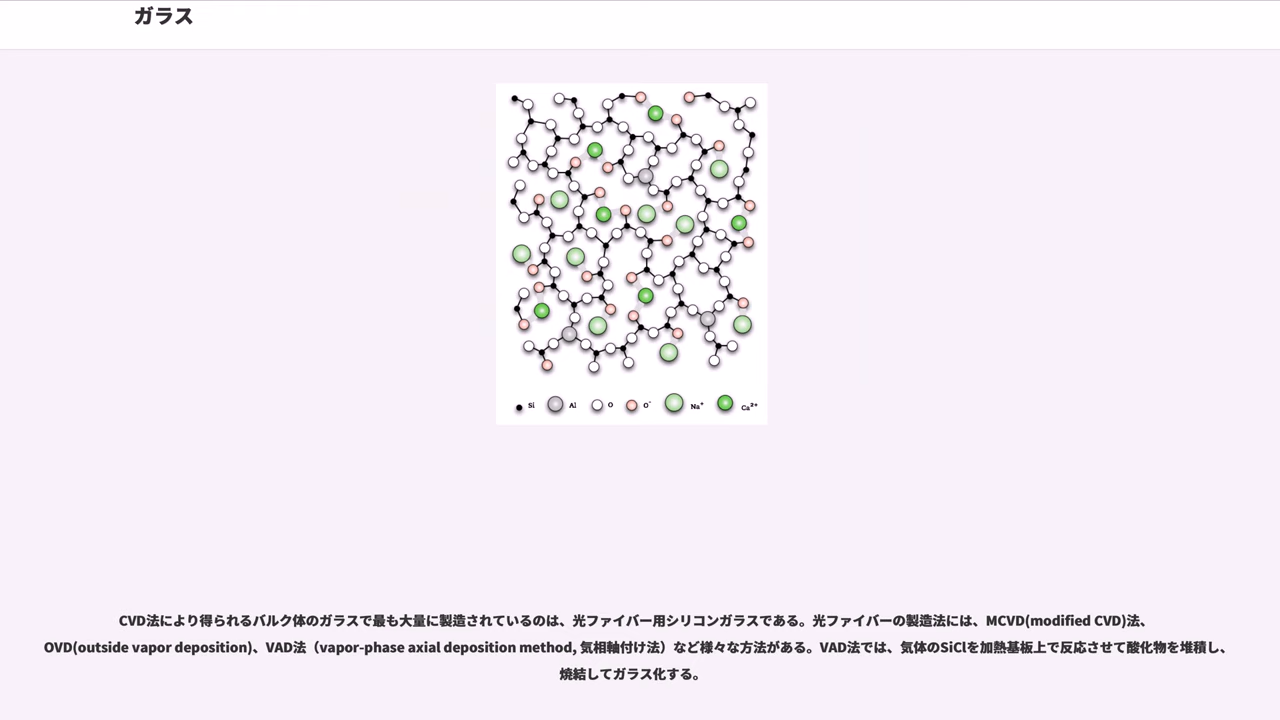 ガラス
Si Al O O⁻ Na⁺ Ca²⁺
CVD法により得られるバルク体のガラスで最も大量に製造されているのは、光ファイバー用シリコンガラスである。光ファイバーの製造法には、MCVD(modified CVD)法、
OVD(outside vapor deposition)、VAD法（vapor-phase axial deposition method, 気相軸付け法）など様々な方法がある。VAD法では、気体のSiClを加熱基板上で反応させて酸化物を堆積し、
焼結してガラス化する。